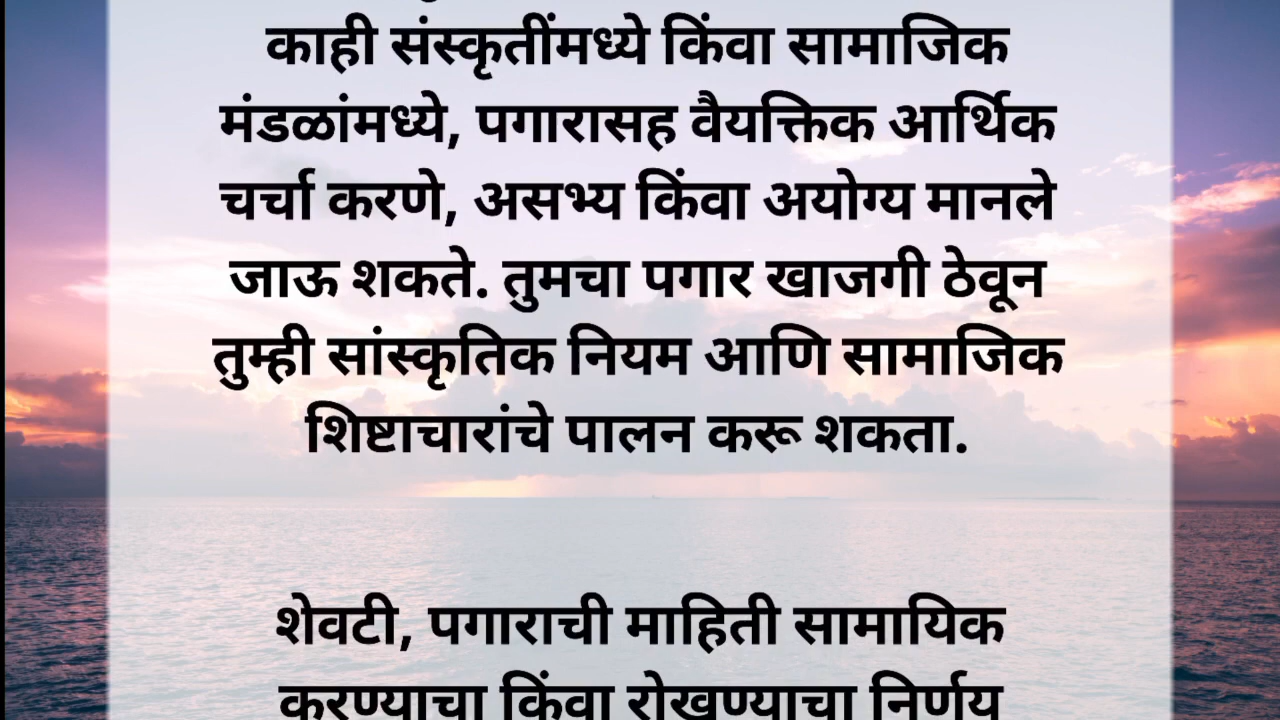 काही संस्कृतींमध्ये किंवा सामाजिक
मंडळांमध्ये, पगारासह वैयक्तिक आर्थिक
चर्चा करणे, असभ्य किंवा अयोग्य मानले
जाऊ शकते. तुमचा पगार खाजगी ठेवून
तुम्ही सांस्कृतिक नियम आणि सामाजिक
शिष्टाचारांचे पालन करू शकता.
शेवटी, पगाराची माहिती सामायिक
करण्याचा किंवा रोखण्याचा निर्णय